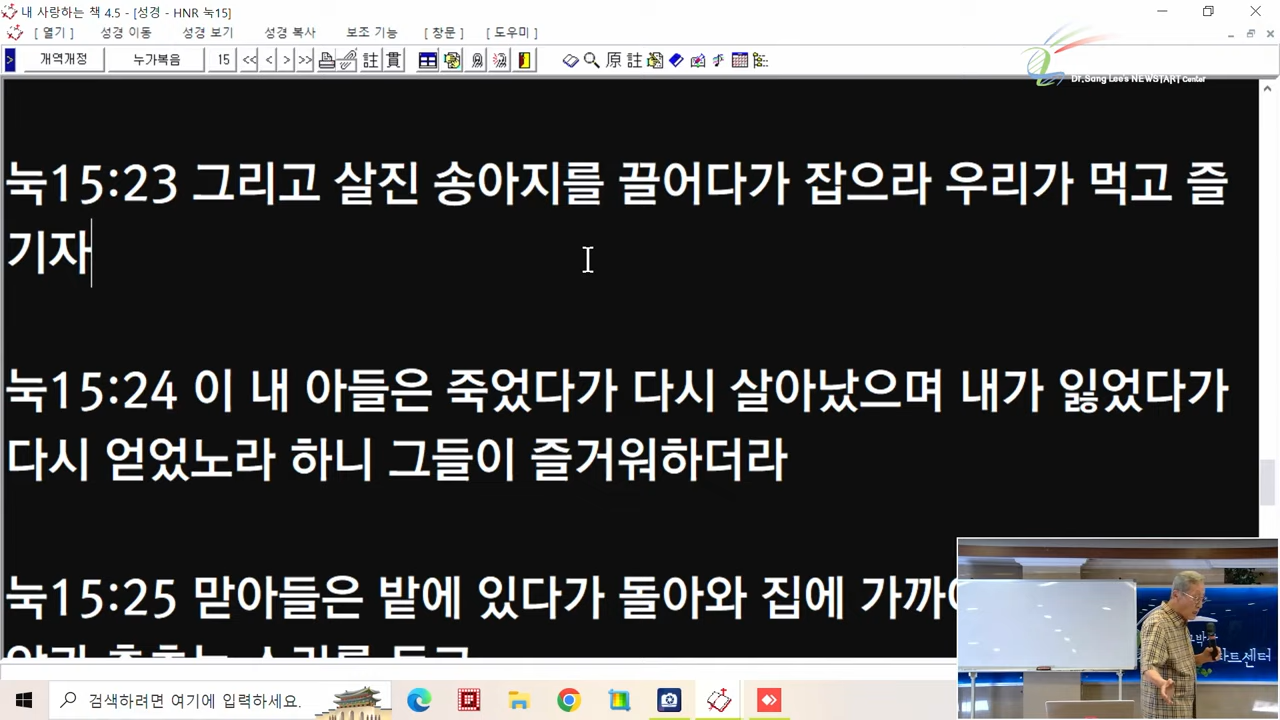 내 사랑하는 책 4.5 - [성경 - HNR 눅15]
[ 열기 ] 성경 이동 성경 보기 성경 복사 보조 기능 [ 창문 ] [ 도우미 ]
> 개역개정 누가복음 15 << < > >> 註 貫 原 註
Dr.Sang Lee's NEWSTART Center
눅15:23 그리고 살진 송아지를 끌어다가 잡으라 우리가 먹고 즐
기자
눅15:24 이 내 아들은 죽었다가 다시 살아났으며 내가 잃었다가
다시 얻었노라 하니 그들이 즐거워하더라
눅15:25 맏아들은 밭에 있다가 돌아와 집에
검색하려면 여기에 입력하세요.